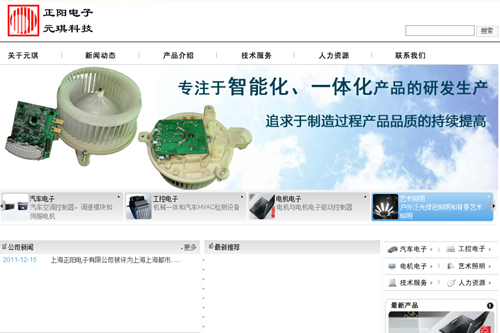 正阳电子
元琪科技
搜索
关于元琪
新闻动态
产品介绍
技术服务
人力资源
联系我们
专注于智能化、一体化产品的研发生产
追求于制造过程产品品质的持续提高
汽车电子
汽车空调控制器，调速模块和
伺服电机
工控电子
机械一体和汽车HVAC检测设备
电机电子
电机与电机电子驱动控制器
艺术照明
户外泛光绿色照明和背景艺术
照明
公司新闻
更多
最新推荐
2011-12-15 上海正阳电子有限公司被评为上海上海都市......
汽车电子
工控电子
电机电子
艺术照明
技术服务
人力资源
最新产品